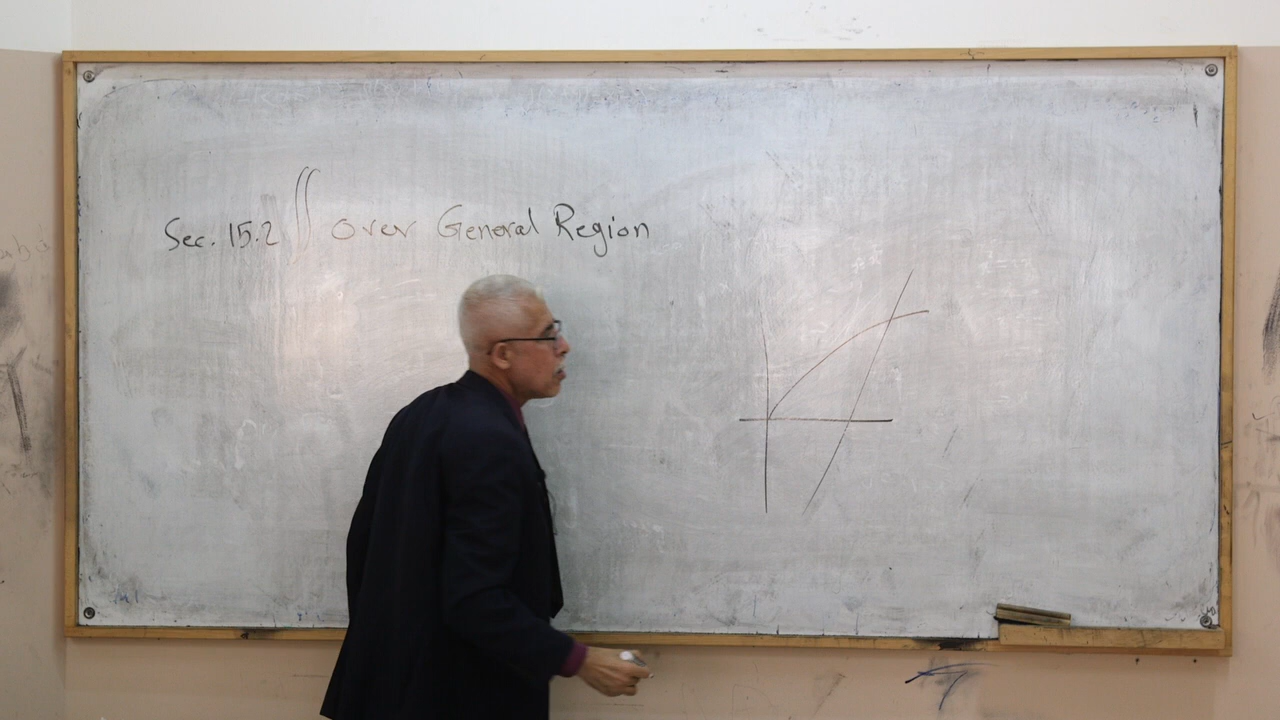 Sec. 15.2 ∬ over General Region